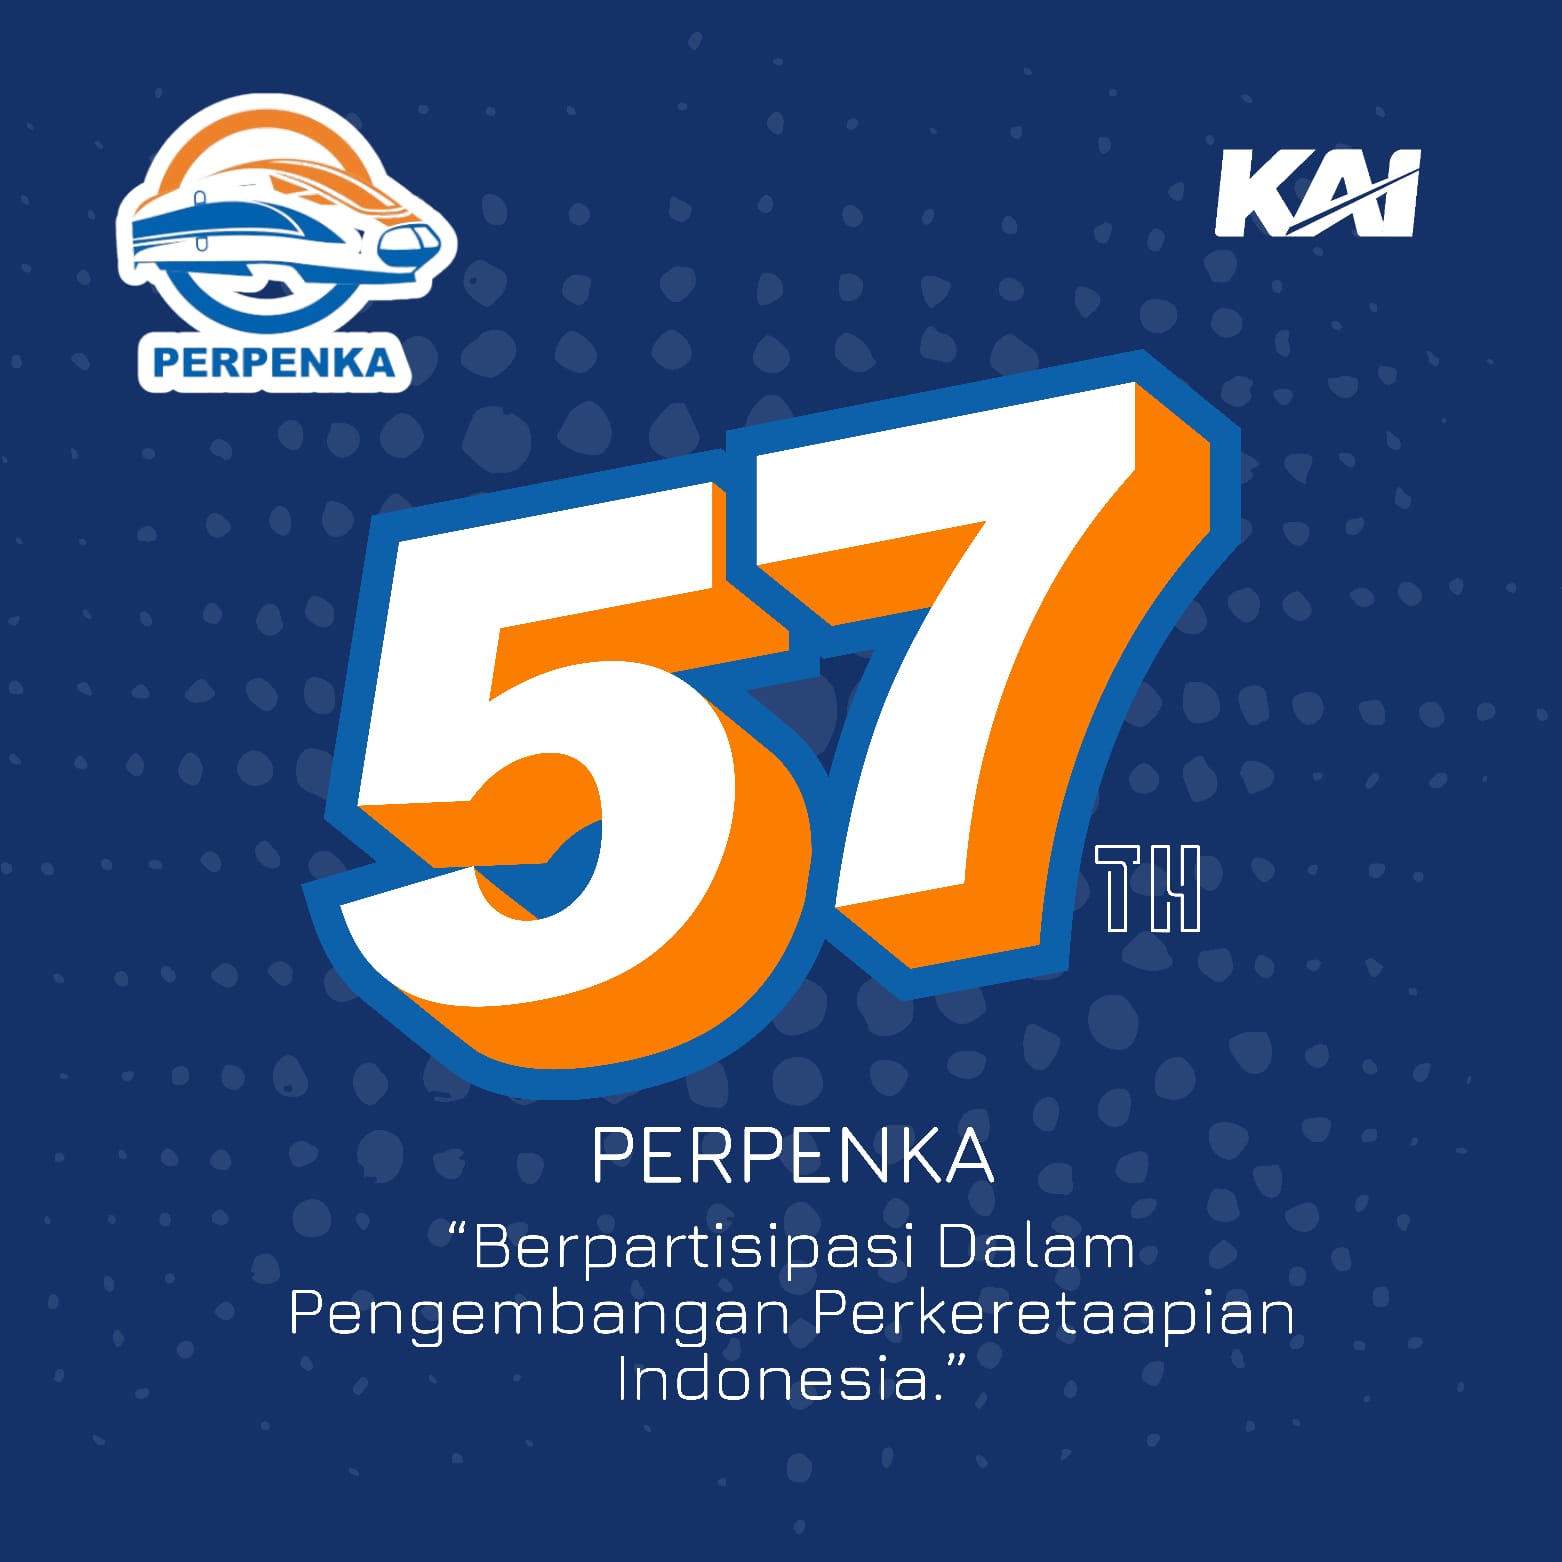 PERPENKA
KAI
57
TH
PERPENKA
“Berpartisipasi Dalam
Pengembangan Perkeretaapian
Indonesia.”